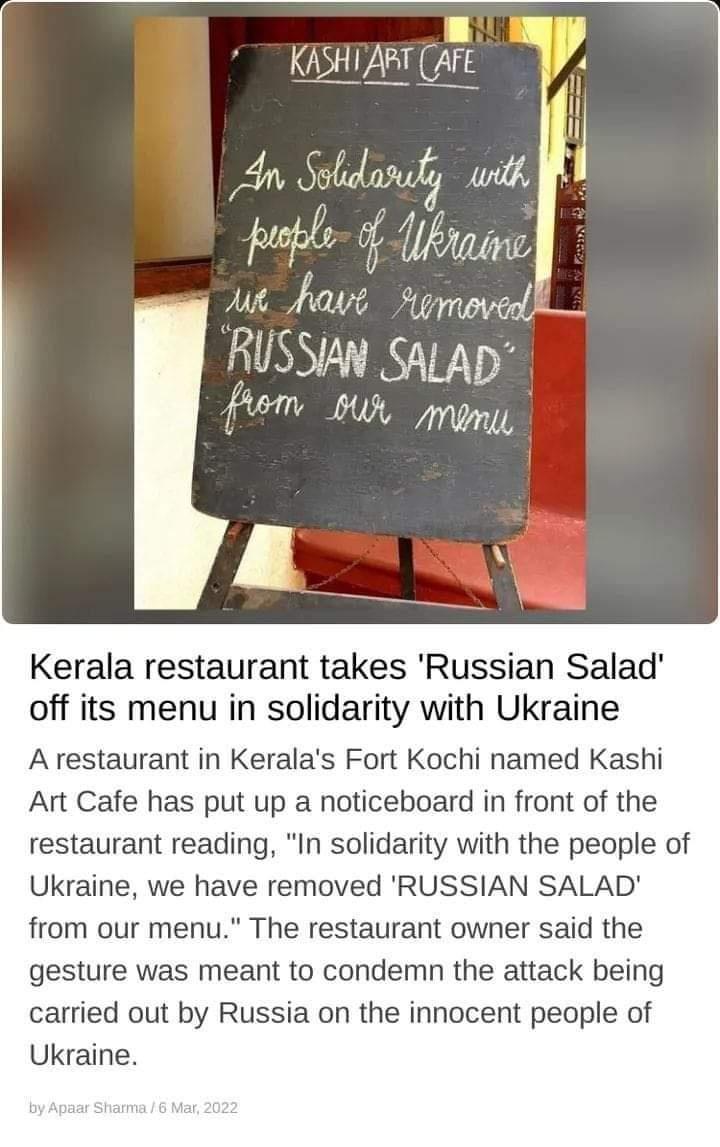 KASHI ART CAFE
In Solidarity with
people of Ukraine
we have removed
"RUSSIAN SALAD"
from our menu
Kerala restaurant takes 'Russian Salad'
off its menu in solidarity with Ukraine
A restaurant in Kerala's Fort Kochi named Kashi
Art Cafe has put up a noticeboard in front of the
restaurant reading, "In solidarity with the people of
Ukraine, we have removed 'RUSSIAN SALAD'
from our menu." The restaurant owner said the
gesture was meant to condemn the attack being
carried out by Russia on the innocent people of
Ukraine.
by Apaar Sharma / 6 Mar, 2022